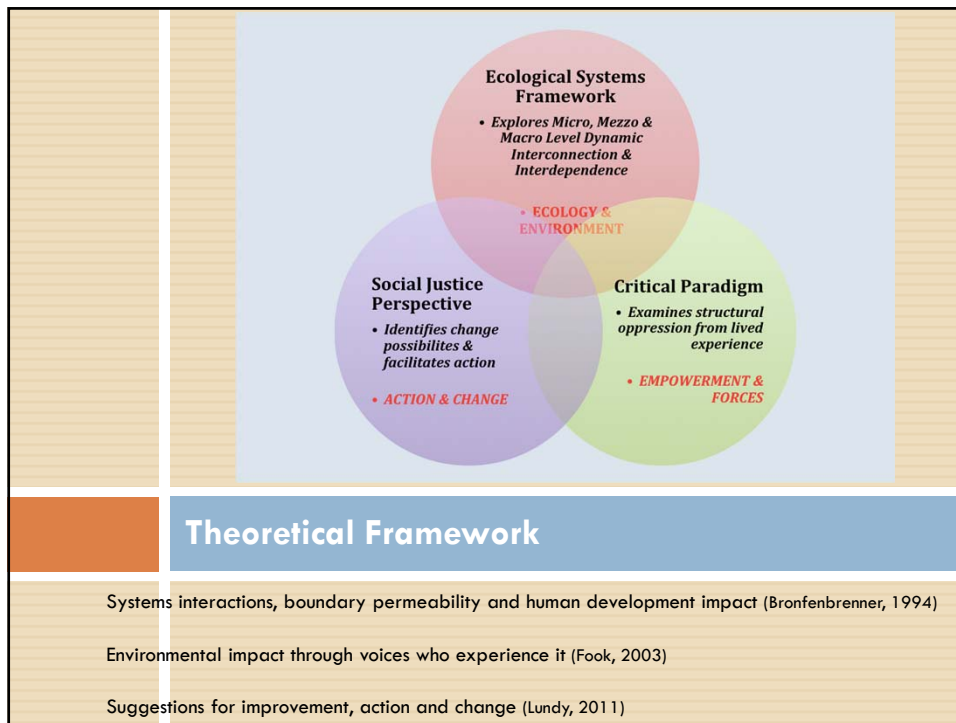 Ecological Systems
Framework
• Explores Micro, Mezzo &
Macro Level Dynamic
Interconnection &
Interdependence
• ECOLOGY &
ENVIRONMENT
Social Justice
Perspective
• Identifies change
possibilites &
facilitates action
• ACTION & CHANGE
Critical Paradigm
• Examines structural
oppression from lived
experience
• EMPOWERMENT &
FORCES
Theoretical Framework
Systems interactions, boundary permeability and human development impact (Bronfenbrenner, 1994)
Environmental impact through voices who experience it (Fook, 2003)
Suggestions for improvement, action and change (Lundy, 2011)